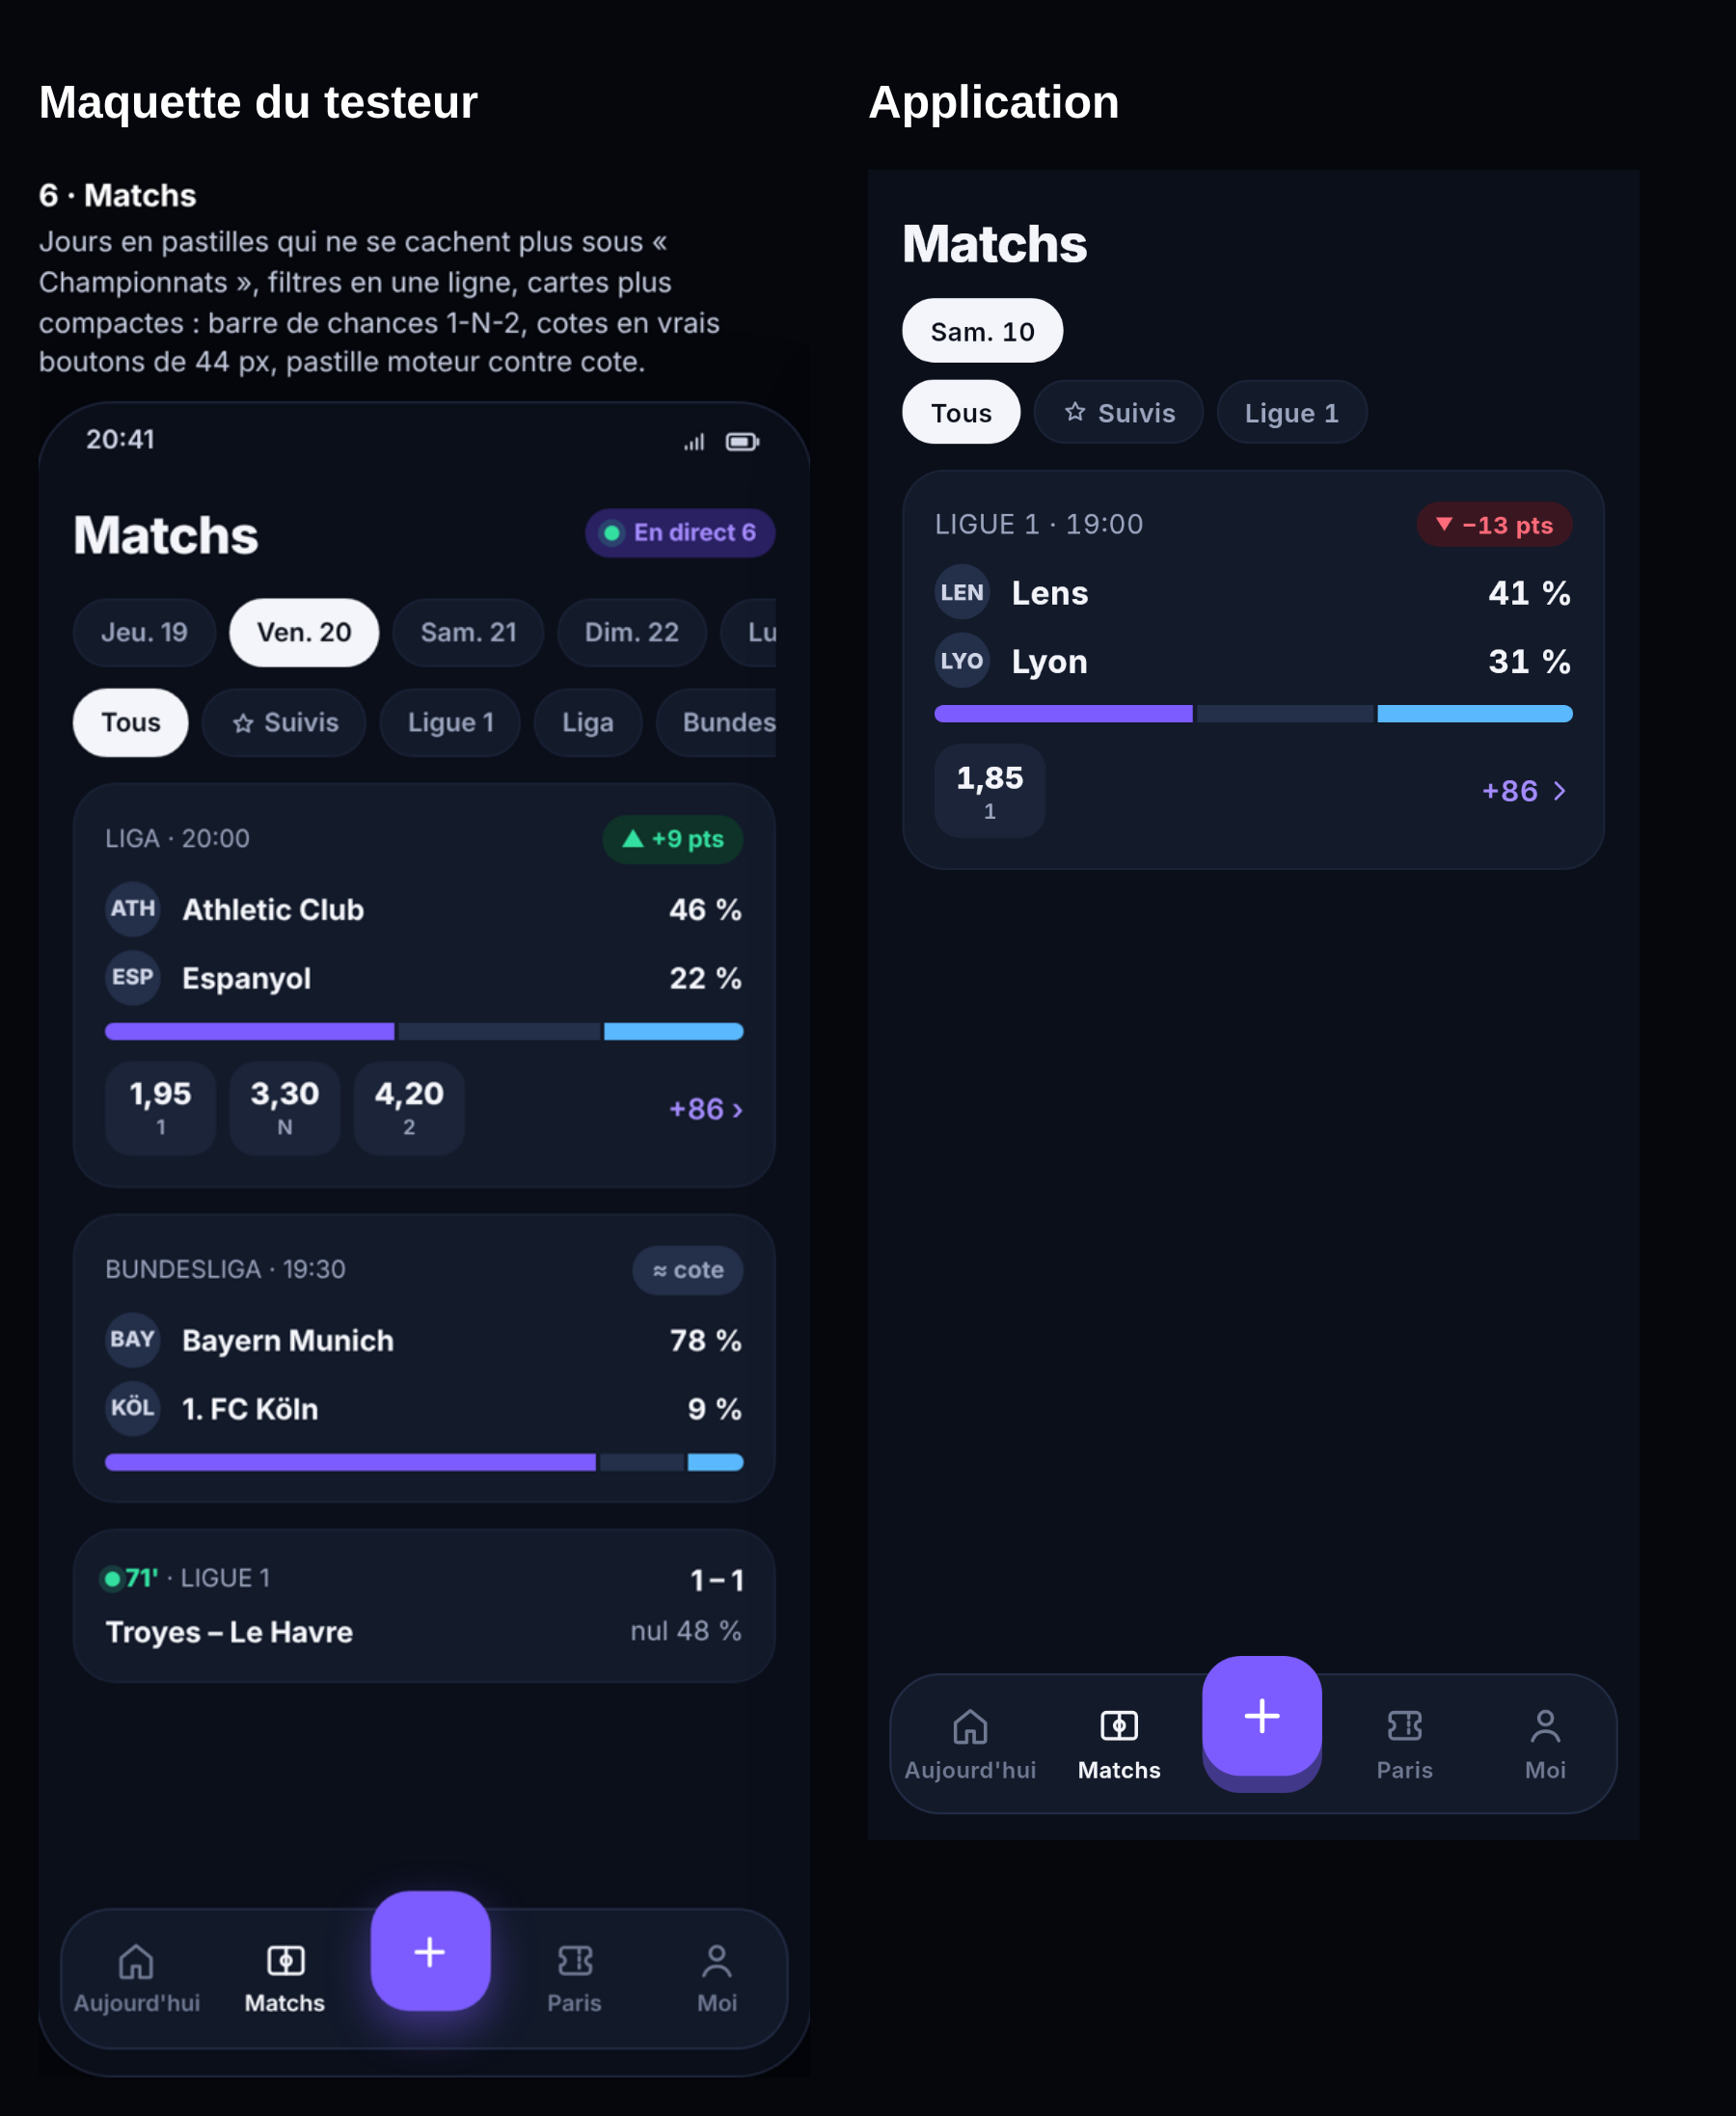 Maquette du testeur
6 · Matchs
Jours en pastilles qui ne se cachent plus sous «
Championnats », filtres en une ligne, cartes plus
compactes : barre de chances 1-N-2, cotes en vrais
boutons de 44 px, pastille moteur contre cote.
20:41
Matchs
En direct 6
Jeu. 19
Ven. 20
Sam. 21
Dim. 22
Lu
Tous
☆ Suivis
Ligue 1
Liga
Bundes
LIGA · 20:00
▲ +9 pts
ATH Athletic Club 46 %
ESP Espanyol 22 %
1,95
1
3,30
N
4,20
2
+86 ›
BUNDESLIGA · 19:30
≈ cote
BAY Bayern Munich 78 %
KÖL 1. FC Köln 9 %
71' · LIGUE 1
1 – 1
Troyes – Le Havre
nul 48 %
Aujourd'hui
Matchs
+
Paris
Moi
Application
Matchs
Sam. 10
Tous
☆ Suivis
Ligue 1
LIGUE 1 · 19:00
▼ −13 pts
LEN Lens 41 %
LYO Lyon 31 %
1,85
1
+86 ›
Aujourd'hui
Matchs
+
Paris
Moi